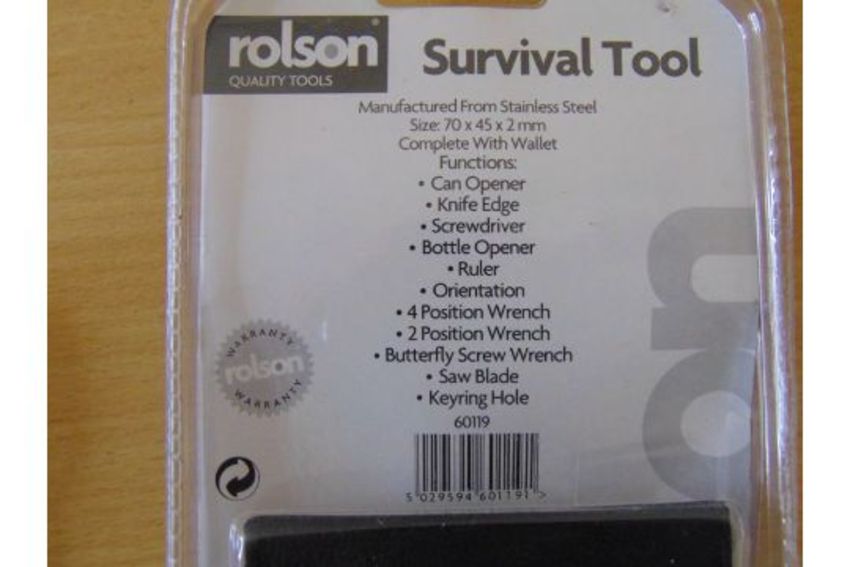 rolson®
QUALITY TOOLS
Survival Tool
Manufactured From Stainless Steel
Size: 70 x 45 x 2 mm
Complete With Wallet
Functions:
• Can Opener
• Knife Edge
• Screwdriver
• Bottle Opener
• Ruler
• Orientation
• 4 Position Wrench
• 2 Position Wrench
• Butterfly Screw Wrench
• Saw Blade
• Keyring Hole
60119
5 029594 601191 >
WARRANTY
rolson
WARRANTY
on